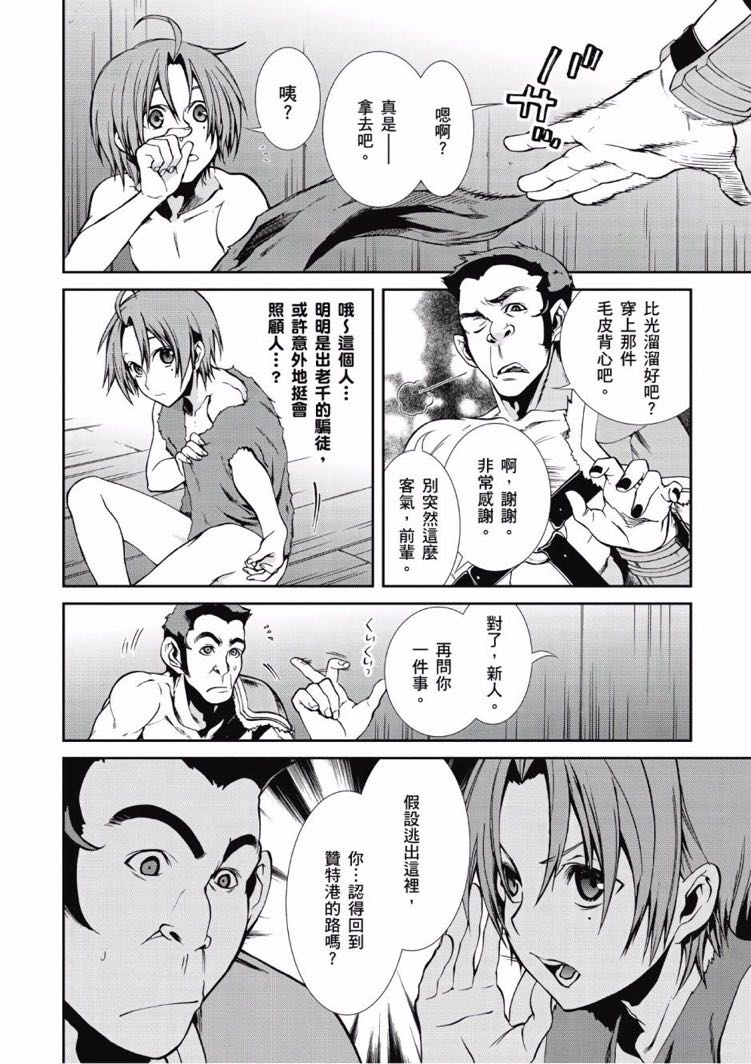 嗯啊？
真是——
拿去吧。
咦？
比光溜溜好吧？
穿上那件
毛皮背心吧。
啊，謝謝。
非常感謝。
別突然這麼
客氣，前輩。
哦～這個人…
明明是出老千的騙徒，
或許意外地挺會
照顧人…？
對了，新人。
再問你
一件事。
くいくいっ
假設逃出這裡，
你…認得回到
贊特港的路嗎？